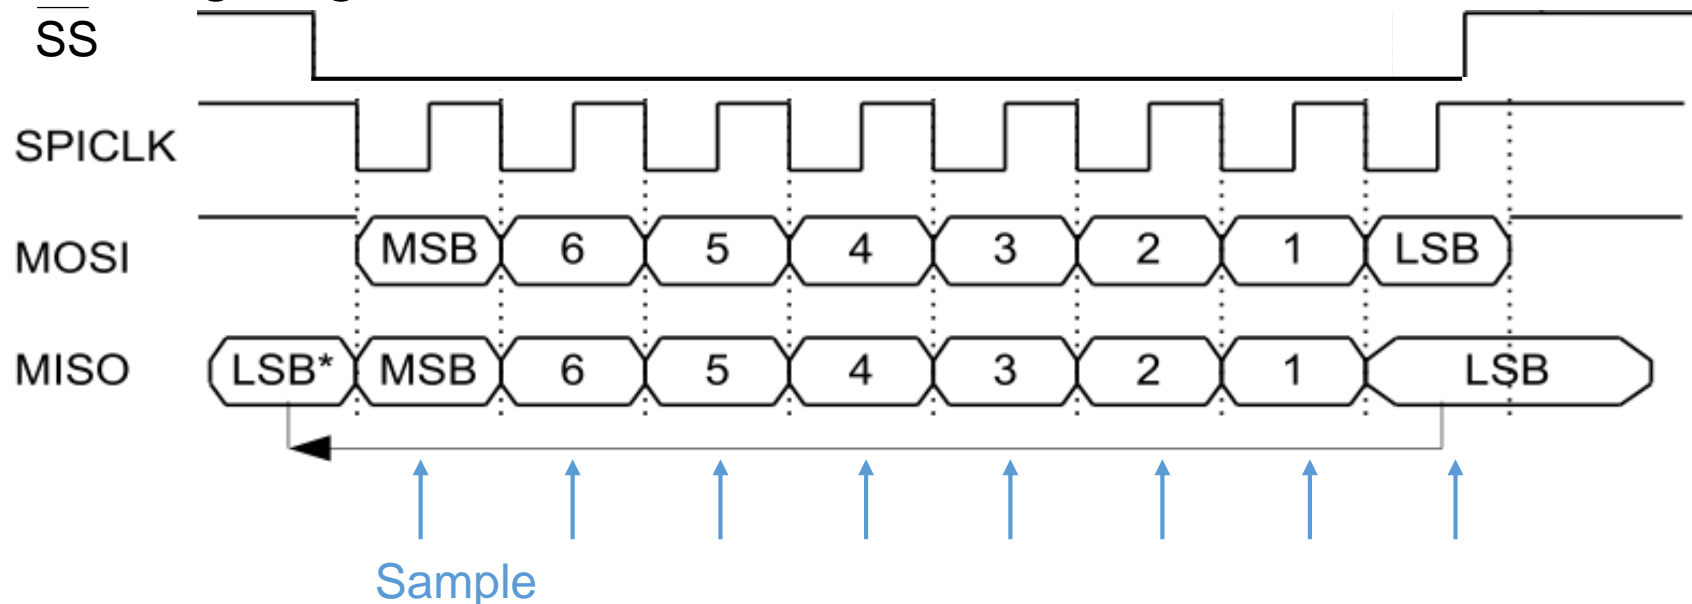 SS
SPICLK
MOSI MSB 6 5 4 3 2 1 LSB
MISO LSB* MSB 6 5 4 3 2 1 LSB
Sample